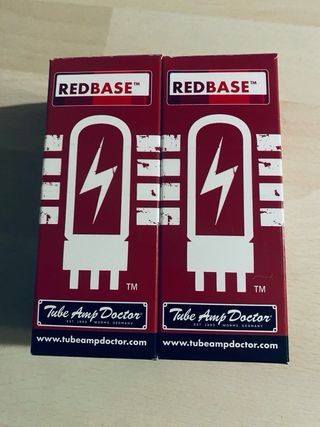 REDBASE™
TM
Tube Amp Doctor
EST. 1993 WORMS, GERMANY
www.tubeampdoctor.com
REDBASE™
TM
Tube Amp Doctor
EST. 1993 WORMS, GERMANY
www.tubeampdoctor.com